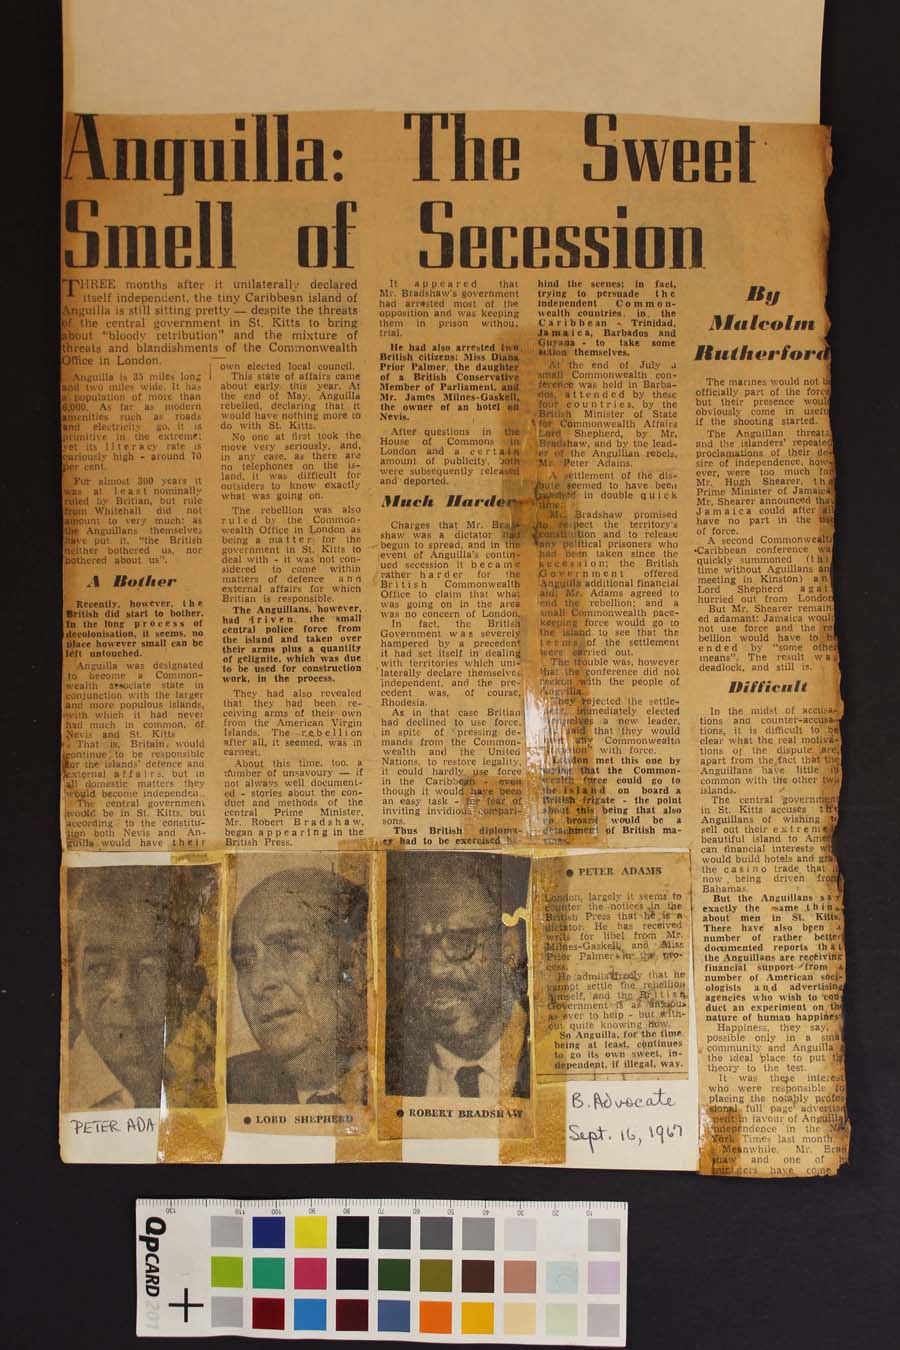 Anguilla: The Sweet
Smell of Secession
THREE months after it unilaterally declared
itself independent, the tiny Caribbean island of
Anguilla is still sitting pretty — despite the threats
of the central government in St. Kitts to bring
about "bloody retribution" and the mixture of
threats and blandishments of the Commonwealth
Office in London.
Anguilla is 35 miles long
and two miles wide. It has
a population of more than
6,000. As far as modern
amenities such as roads
and electricity go, it is
primitive in the extreme;
yet its literacy rate is
curiously high - around 70
per cent.
For almost 300 years it
was at least nominally
ruled by Britian, but rule
from Whitehall did not
amount to very much: as
the Anguillans themselves
have put it, "the British
neither bothered us, nor
bothered about us".
A Bother
Recently, however, the
British did start to bother.
In the long process of
decolonisation, it seems, no
place however small can be
left untouched.
Anguilla was designated
to become a Common-
wealth associate state in
conjunction with the larger
and more populous islands,
with which it had never
had much in common, of
Nevis and St. Kitts
That is, Britain would
continue to be responsible
for the islands' defence and
external affairs, but in
all domestic matters they
would become independen..
The central government
would be in St. Kitts, but
according to the constitu-
tion both Nevis and An-
guilla would have their
own elected local council.
This state of affairs came
about early this year. At
the end of May, Anguilla
rebelled, declaring that it
would have nothing more to
do with St. Kitts.
No one at first took the
move very seriously, and,
in any case, as there are
no telephones on the is-
land, it was difficult for
outsiders to know exactly
what was going on.
The rebellion was also
ruled by the Common-
wealth Office in London as
being a matter for the
government in St. Kitts to
deal with - it was not con-
sidered to come within
matters of defence and
external affairs for which
Britian is responsible.
The Anguillans, however,
had driven the small
central police force from
the island and taken over
their arms plus a quantity
of gelignite, which was due
to be used for construction
work, in the process.
They had also revealed
that they had been re-
ceiving arms of their own
from the American Virgin
Islands. The rebellion
after all, it seemed, was in
earnest.
About this time, too, a
number of unsavoury — if
not always well document-
ed - stories about the con-
duct and methods of the
central Prime Minister,
Mr. Robert Bradshaw,
began appearing in the
British Press.
It appeared that
Mr. Bradshaw's government
had arrested most of the
opposition and was keeping
them in prison without
trial.
He had also arrested two
British citizens: Miss Diana
Prior Palmer, the daughter
of a British Conservative
Member of Parliament, and
Mr. James Milnes-Gaskell,
the owner of an hotel on
Nevis.
After questions in the
House of Commons in
London and a certain
amount of publicity, both
were subsequently released
and deported.
Much Harder
Charges that Mr. Brad-
shaw was a dictator had
begun to spread, and in the
event of Anguilla's contin-
ued secession it became
rather harder for the
British Commonwealth
Office to claim that what
was going on in the area
was no concern of London.
In fact, the British
Government was severely
hampered by a precedent
it had set itself in dealing
with territories which uni-
laterally declare themselves
independent, and the pre-
cedent was, of course,
Rhodesia.
As in that case Britian
had declined to use force,
in spite of pressing de-
mands from the Common-
wealth and the United
Nations, to restore legality,
it could hardly use force
in the Caribbean - even
though it would have been
an easy task - for fear of
inviting invidious compari-
sons.
Thus British diploma-
cy had to be exercised be-
hind the scenes; in fact,
trying to persuade the
independent Common-
wealth countries in the
Caribbean - Trinidad,
Jamaica, Barbados and
Guyana - to take some
action themselves.
At the end of July a
small Commonwealth con-
ference was held in Barba-
dos, attended by these
four countries, by the
British Minister of State
for Commonwealth Affairs
Lord Shepherd, by Mr.
Bradshaw, and by the lead-
er of the Anguillan rebels,
Mr. Peter Adams.
A settlement of the dis-
pute seemed to have been
reached in double quick
time.
Mr. Bradshaw promised
to respect the territory's
constitution and to release
any political prisoners who
had been taken since the
secession; the British
Government offered
Anguilla additional financial
aid; Mr. Adams agreed to
end the rebellion; and a
small Commonwealth peace-
keeping force would go to
the island to see that the
terms of the settlement
were carried out.
The trouble was, however
that the conference did not
reckon with the people of
Anguilla.
They rejected the settle-
ment, immediately elected
themselves a new leader,
and said that they would
meet any Commonwealth
with force.
London met this one by
saying that the Common-
wealth force could go to
the island on board a
British frigate - the point
about this being that also
on broard would be a
detachment of British ma-
rines.
By
Malcolm
Rutherford
The marines would not be
officially part of the force
but their presence would
obviously come in useful
if the shooting started.
The Anguillan threats
and the islanders' repeated
proclamations of their de-
sire of independence, how-
ever, were too much for
Mr. Hugh Shearer, the
Prime Minister of Jamaica
Mr. Shearer announced that
Jamaica could after all
have no part in the use
of force.
A second Commonwealth
Caribbean conference was
quickly summoned (this
time without Aguillans and
meeting in Kinston) and
Lord Shepherd again
hurried out from London
But Mr. Shearer remain-
ed adamant: Jamaica would
not use force and the re-
bellion would have to be
ended by "some other
means". The result was
deadlock, and still is.
Difficult
In the midst of accusa-
tions and counter-accusa-
tions, it is difficult to be
clear what the real motiva-
tions of the dispute are,
apart from the fact that the
Anguillans have little in
common with the other two
islands.
The central government
in St. Kitts accuses the
Anguillans of wishing to
sell out their extremely
beautiful island to Ameri-
can financial interests who
would build hotels and
the casino trade that is
now being driven from
Bahamas.
But the Anguillans say
exactly the same thing
about men in St. Kitts.
There have also been a
number of rather better
documented reports that
the Anguillans are receiving
financial support from a
number of American soci-
ologists and advertising
agencies who wish to con-
duct an experiment on the
nature of human happiness
Happiness, they say,
possible only in a small
community and Anguilla
the ideal place to put the
theory to the test.
It was these interests
who were responsible for
placing the notably profes-
sional full page advertise-
ment in favour of Anguilla
independence in the New
York Times last month.
Meanwhile, Mr. Brad-
shaw and one of his
ministers have come
● PETER ADAMS
London, largely it seems to
counter the notices in the
British Press that he is a
dictator. He has received
writs for libel from Mr.
Milnes-Gaskell, and Miss
Prior Palmer in the pro-
cess.
He admits freely that he
cannot settle the rebellion
himself, and the British
Government is as anxious
as ever to help - but with-
out quite knowing how.
So Anguilla, for the time
being at least, continues
to go its own sweet, in-
dependent, if illegal, way.
PETER ADA
● LORD SHEPHERD
● ROBERT BRADSHAW
B. Advocate
Sept. 16, 1967
QPCARD 201
130 110 100 90 80 70 60 50 40 30 20 10